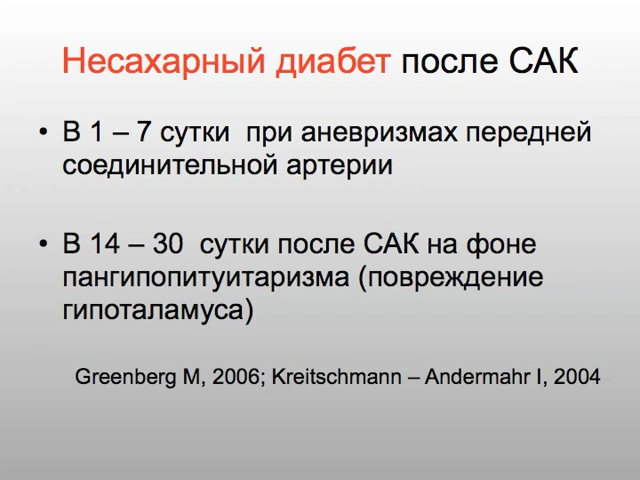 Несахарный диабет после САК
• В 1 – 7 сутки при аневризмах передней
соединительной артерии
• В 14 – 30 сутки после САК на фоне
пангипопитуитаризма (повреждение
гипоталамуса)
Greenberg M, 2006; Kreitschmann – Andermahr I, 2004